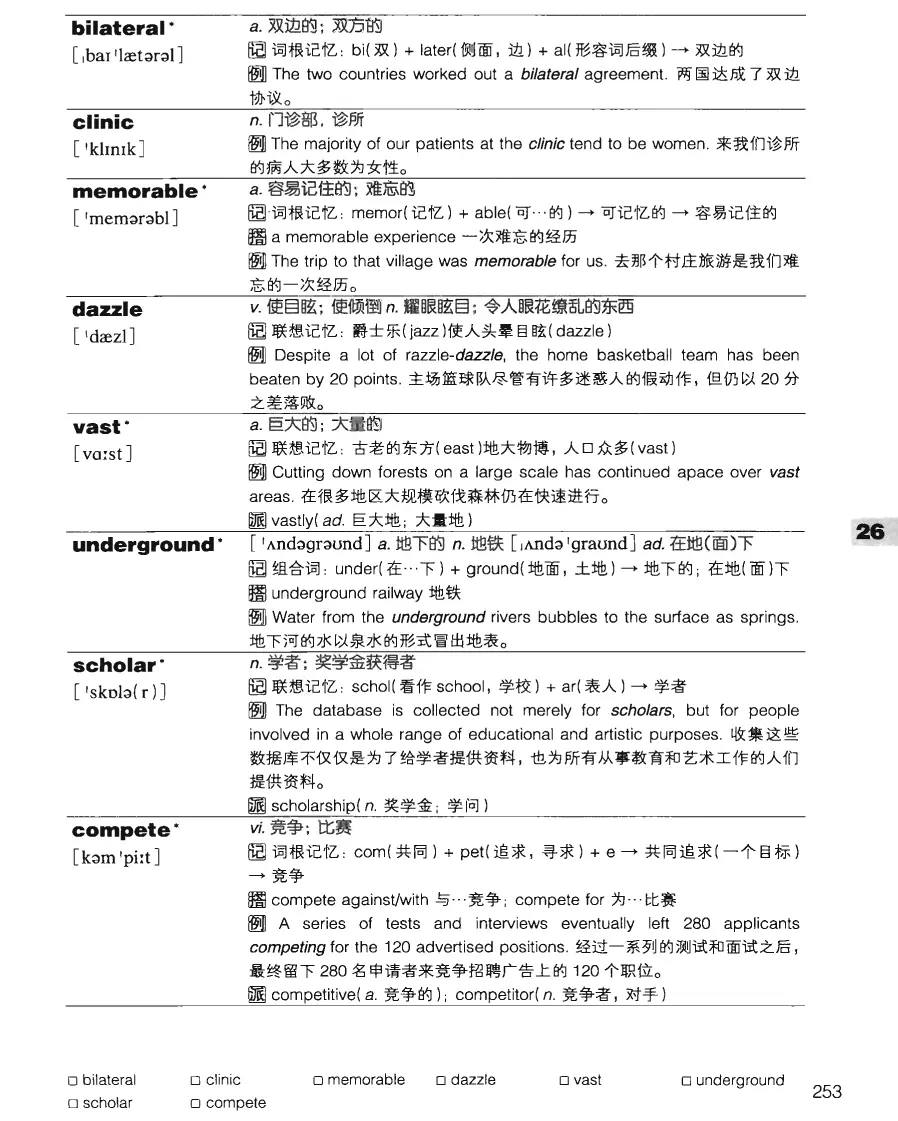 bilateral*
[ˌbaɪˈlætərəl]
a. 双边的; 双方的
记 词根记忆: bi(双) + later(侧面, 边) + al(形容词后缀) → 双边的
例 The two countries worked out a bilateral agreement. 两国达成了双边
协议。
clinic
[ˈklɪnɪk]
n. 门诊部, 诊所
例 The majority of our patients at the clinic tend to be women. 来我们诊所
的病人大多数为女性。
memorable*
[ˈmemərəbl]
a. 容易记住的; 难忘的
记 词根记忆: memor(记忆) + able(可…的) → 可记忆的 → 容易记住的
搭 a memorable experience 一次难忘的经历
例 The trip to that village was memorable for us. 去那个村庄旅游是我们难
忘的一次经历。
dazzle
[ˈdæzl]
v. 使目眩; 使倾倒 n. 耀眼眩目; 令人眼花缭乱的东西
记 联想记忆: 爵士乐(jazz)使人头晕目眩(dazzle)
例 Despite a lot of razzle-dazzle, the home basketball team has been
beaten by 20 points. 主场篮球队尽管有许多迷惑人的假动作, 但仍以 20 分
之差落败。
vast*
[vɑːst]
a. 巨大的; 大量的
记 联想记忆: 古老的东方(east)地大物博, 人口众多(vast)
例 Cutting down forests on a large scale has continued apace over vast
areas. 在很多地区大规模砍伐森林仍在快速进行。
派 vastly(ad. 巨大地; 大量地)
underground*
[ˈʌndəgraʊnd] a. 地下的 n. 地铁 [ˌʌndəˈgraʊnd] ad. 在地(面)下
记 组合词: under(在…下) + ground(地面, 土地) → 地下的; 在地(面)下
搭 underground railway 地铁
例 Water from the underground rivers bubbles to the surface as springs.
地下河的水以泉水的形式冒出地表。
26
scholar*
[ˈskɒlə(r)]
n. 学者; 奖学金获得者
记 联想记忆: schol(看作 school, 学校) + ar(表人) → 学者
例 The database is collected not merely for scholars, but for people
involved in a whole range of educational and artistic purposes. 收集这些
数据库不仅仅是为了给学者提供资料, 也为所有从事教育和艺术工作的人们
提供资料。
派 scholarship(n. 奖学金; 学问)
compete*
[kəmˈpiːt]
vi. 竞争; 比赛
记 词根记忆: com(共同) + pet(追求, 寻求) + e → 共同追求(一个目标)
→ 竞争
搭 compete against/with 与…竞争; compete for 为…比赛
例 A series of tests and interviews eventually left 280 applicants
competing for the 120 advertised positions. 经过一系列的测试和面试之后,
最终留下 280 名申请者来竞争招聘广告上的 120 个职位。
派 competitive(a. 竞争的); competitor(n. 竞争者, 对手)
□ bilateral □ clinic □ memorable □ dazzle □ vast □ underground
□ scholar □ compete
253